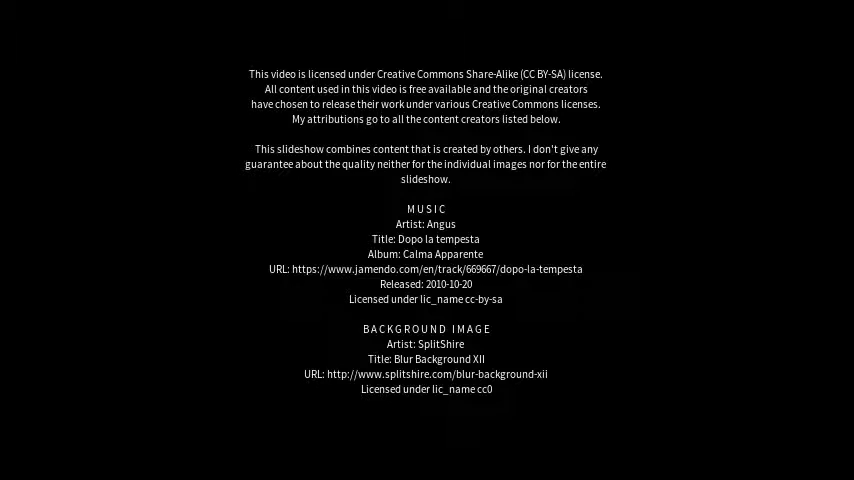 This video is licensed under Creative Commons Share-Alike (CC BY-SA) license.
All content used in this video is free available and the original creators
have chosen to release their work under various Creative Commons licenses.
My attributions go to all the content creators listed below.
This slideshow combines content that is created by others. I don't give any
guarantee about the quality neither for the individual images nor for the entire
slideshow.
MUSIC
Artist: Angus
Title: Dopo la tempesta
Album: Calma Apparente
URL: https://www.jamendo.com/en/track/669667/dopo-la-tempesta
Released: 2010-10-20
Licensed under lic_name cc-by-sa
BACKGROUND IMAGE
Artist: SplitShire
Title: Blur Background XII
URL: http://www.splitshire.com/blur-background-xii
Licensed under lic_name cc0